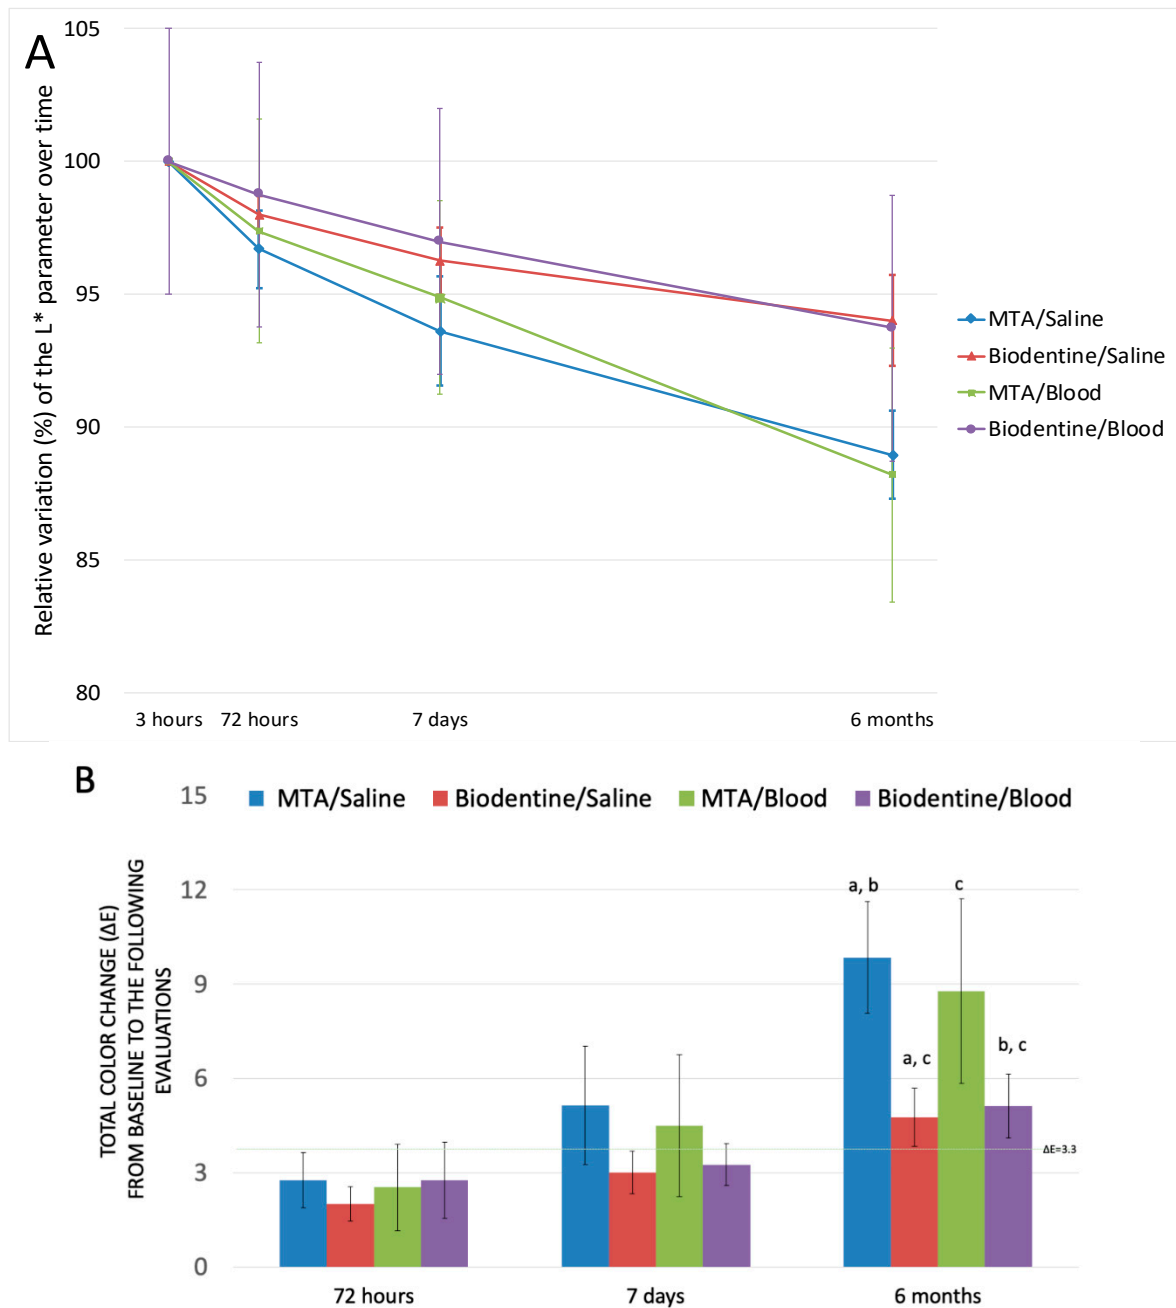 A
Relative variation (%) of the L* parameter over time
105
100
95
90
85
80
3 hours
72 hours
7 days
6 months
MTA/Saline
Biodentine/Saline
MTA/Blood
Biodentine/Blood
B
TOTAL COLOR CHANGE (ΔE)
FROM BASELINE TO THE FOLLOWING
EVALUATIONS
15
12
9
6
3
0
MTA/Saline
Biodentine/Saline
MTA/Blood
Biodentine/Blood
a, b
a, c
c
b, c
ΔE=3.3
72 hours
7 days
6 months